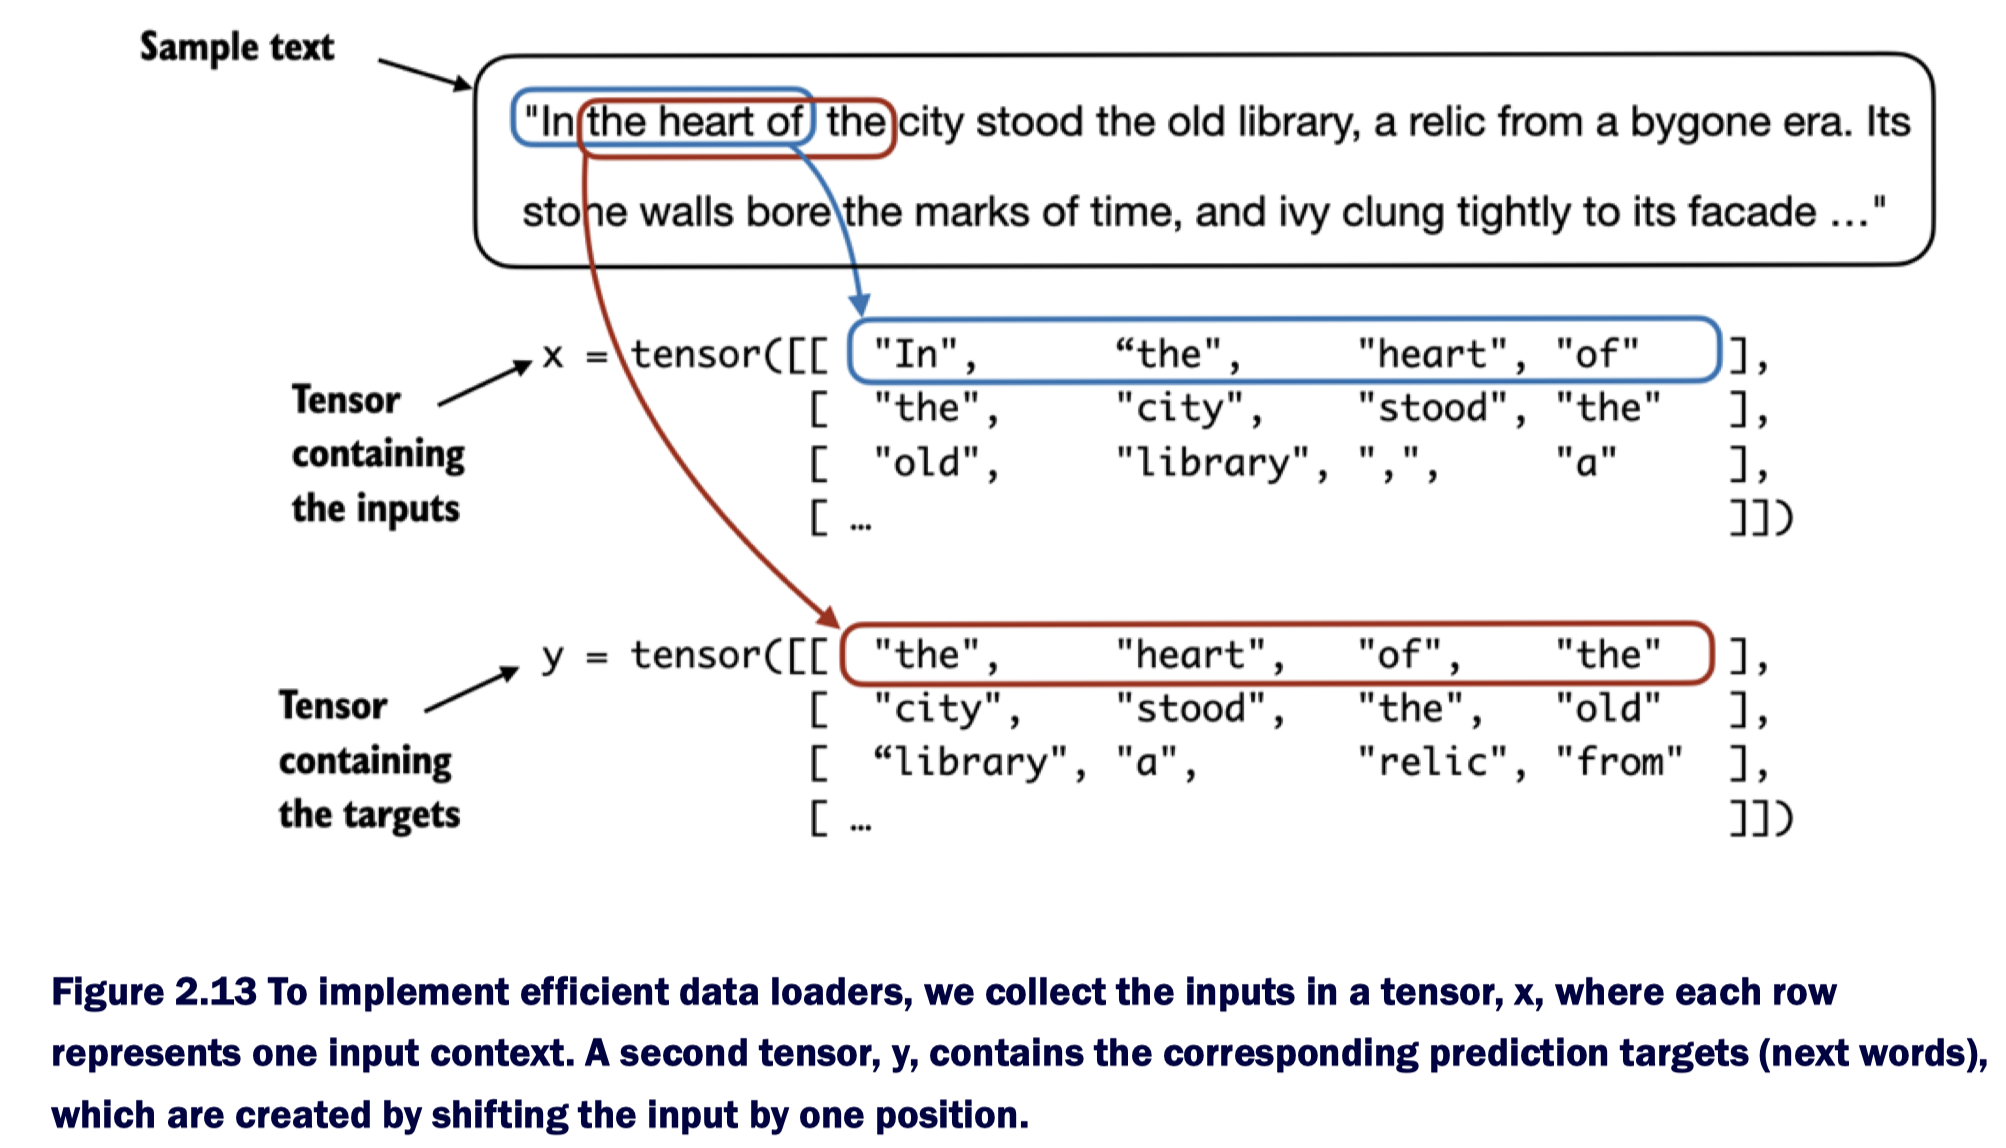 Sample text
"In the heart of the city stood the old library, a relic from a bygone era. Its
stone walls bore the marks of time, and ivy clung tightly to its facade …"
x = tensor([[ "In", “the", "heart", "of" ],
[ "the", "city", "stood", "the" ],
[ "old", "library", ",", "a" ],
[ … ]])
Tensor
containing
the inputs
y = tensor([[ "the", "heart", "of", "the" ],
[ "city", "stood", "the", "old" ],
[ “library", "a", "relic", "from" ],
[ … ]])
Tensor
containing
the targets
Figure 2.13 To implement efficient data loaders, we collect the inputs in a tensor, x, where each row
represents one input context. A second tensor, y, contains the corresponding prediction targets (next words),
which are created by shifting the input by one position.